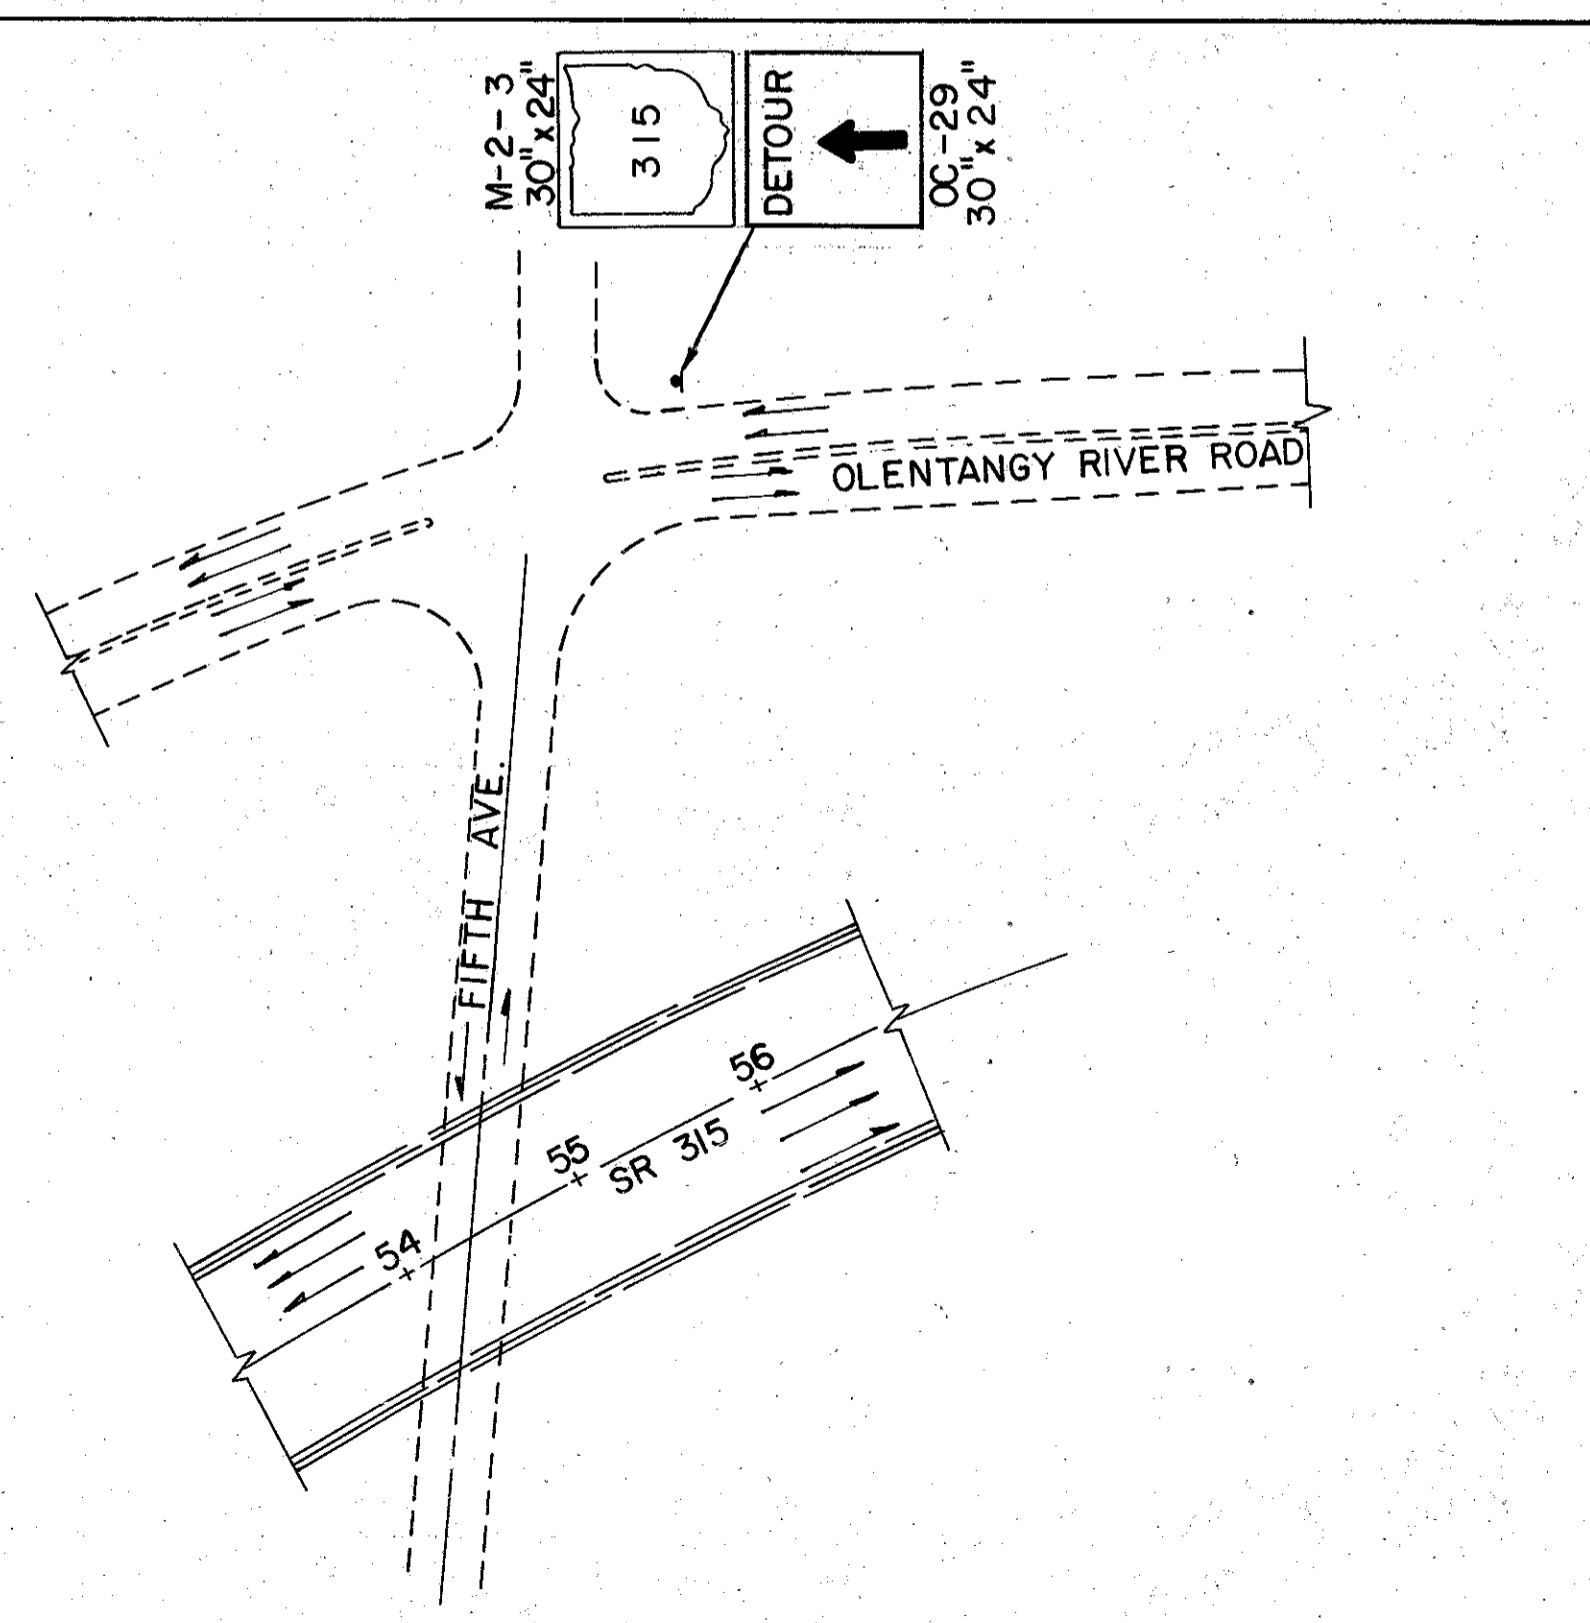 M-2-3
30"x24"
315
DETOUR
OC-29
30"x 24"
OLENTANGY RIVER ROAD
FIFTH AVE.
56
55
SR 315
54